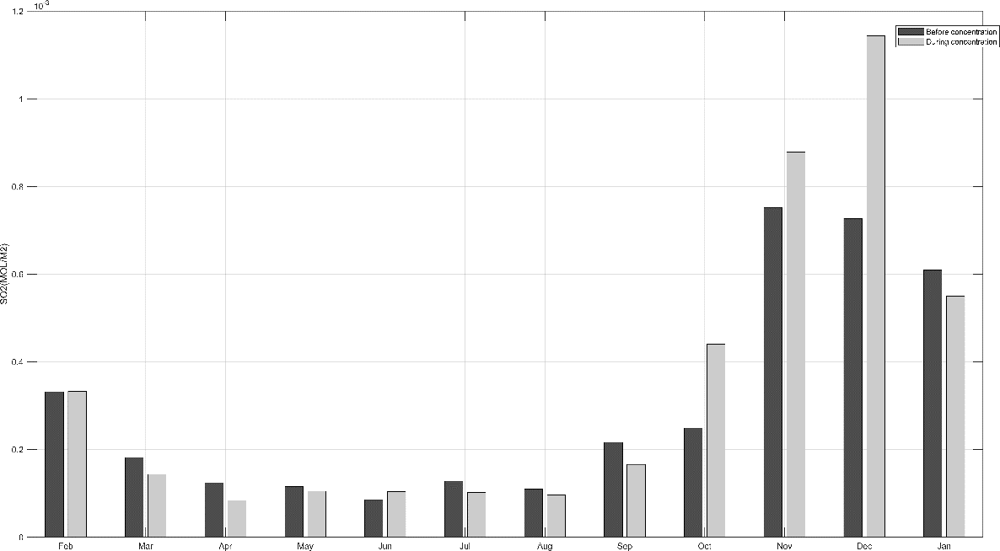 10^-3
1.2
1
0.8
0.6
0.4
0.2
0
SO2(MOL/M2)
Before concentration
During concentration
Feb Mar Apr May Jun Jul Aug Sep Oct Nov Dec Jan